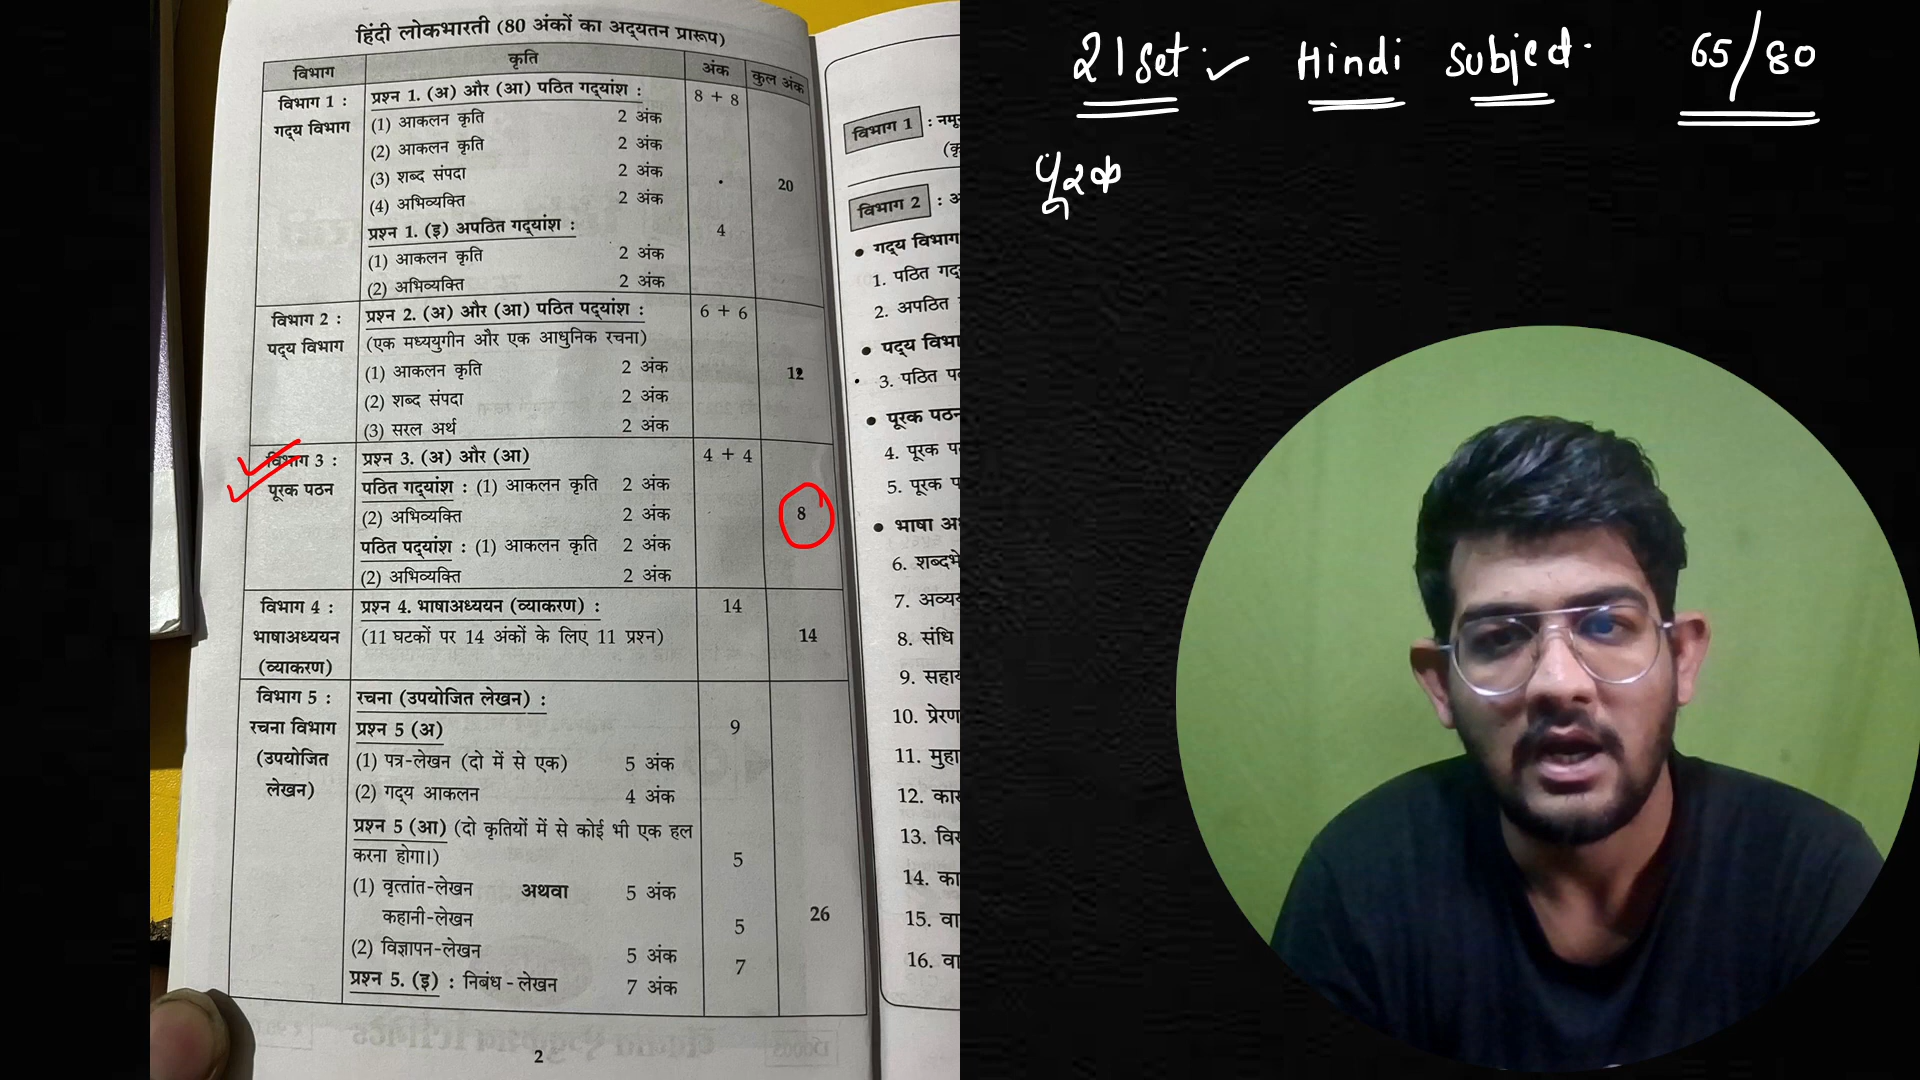 हिंदी लोकभारती (80 अंकों का अद्यतन प्रारूप)
विभाग कृति अंक कुल अंक
विभाग 1 : प्रश्न 1. (अ) और (आ) पठित गद्यांश : 8 + 8
गद्य विभाग (1) आकलन कृति 2 अंक
(2) आकलन कृति 2 अंक
(3) शब्द संपदा 2 अंक 20
(4) अभिव्यक्ति 2 अंक
प्रश्न 1. (इ) अपठित गद्यांश : 4
(1) आकलन कृति 2 अंक
(2) अभिव्यक्ति 2 अंक
विभाग 2 : प्रश्न 2. (अ) और (आ) पठित पद्यांश : 6 + 6
पद्य विभाग (एक मध्ययुगीन और एक आधुनिक रचना)
(1) आकलन कृति 2 अंक 12
(2) शब्द संपदा 2 अंक
(3) सरल अर्थ 2 अंक
विभाग 3 : प्रश्न 3. (अ) और (आ) 4 + 4
पूरक पठन पठित गद्यांश : (1) आकलन कृति 2 अंक
(2) अभिव्यक्ति 2 अंक 8
पठित पद्यांश : (1) आकलन कृति 2 अंक
(2) अभिव्यक्ति 2 अंक
विभाग 4 : प्रश्न 4. भाषाअध्ययन (व्याकरण) : 14
भाषाअध्ययन (11 घटकों पर 14 अंकों के लिए 11 प्रश्न) 14
(व्याकरण)
विभाग 5 : रचना (उपयोजित लेखन) :
रचना विभाग प्रश्न 5 (अ) 9
(उपयोजित (1) पत्र-लेखन (दो में से एक) 5 अंक
लेखन) (2) गद्य आकलन 4 अंक
प्रश्न 5 (आ) (दो कृतियों में से कोई भी एक हल
करना होगा।) 5
(1) वृत्तांत-लेखन अथवा 5 अंक
कहानी-लेखन 5 26
(2) विज्ञापन-लेखन 5 अंक
प्रश्न 5. (इ) : निबंध - लेखन 7 अंक 7
2
विभाग 1 :
विभाग 2 :
• गद्य विभाग
1. पठित
2. अपठित
• पद्य
3. पठित
• पूरक पठन
4. पूरक
5. पूरक
• भाषा
6.
7.
8. संधि
9.
10.
11.
12.
13.
14.
15.
16.
21 set Hindi Subject. 65/80
पूरक